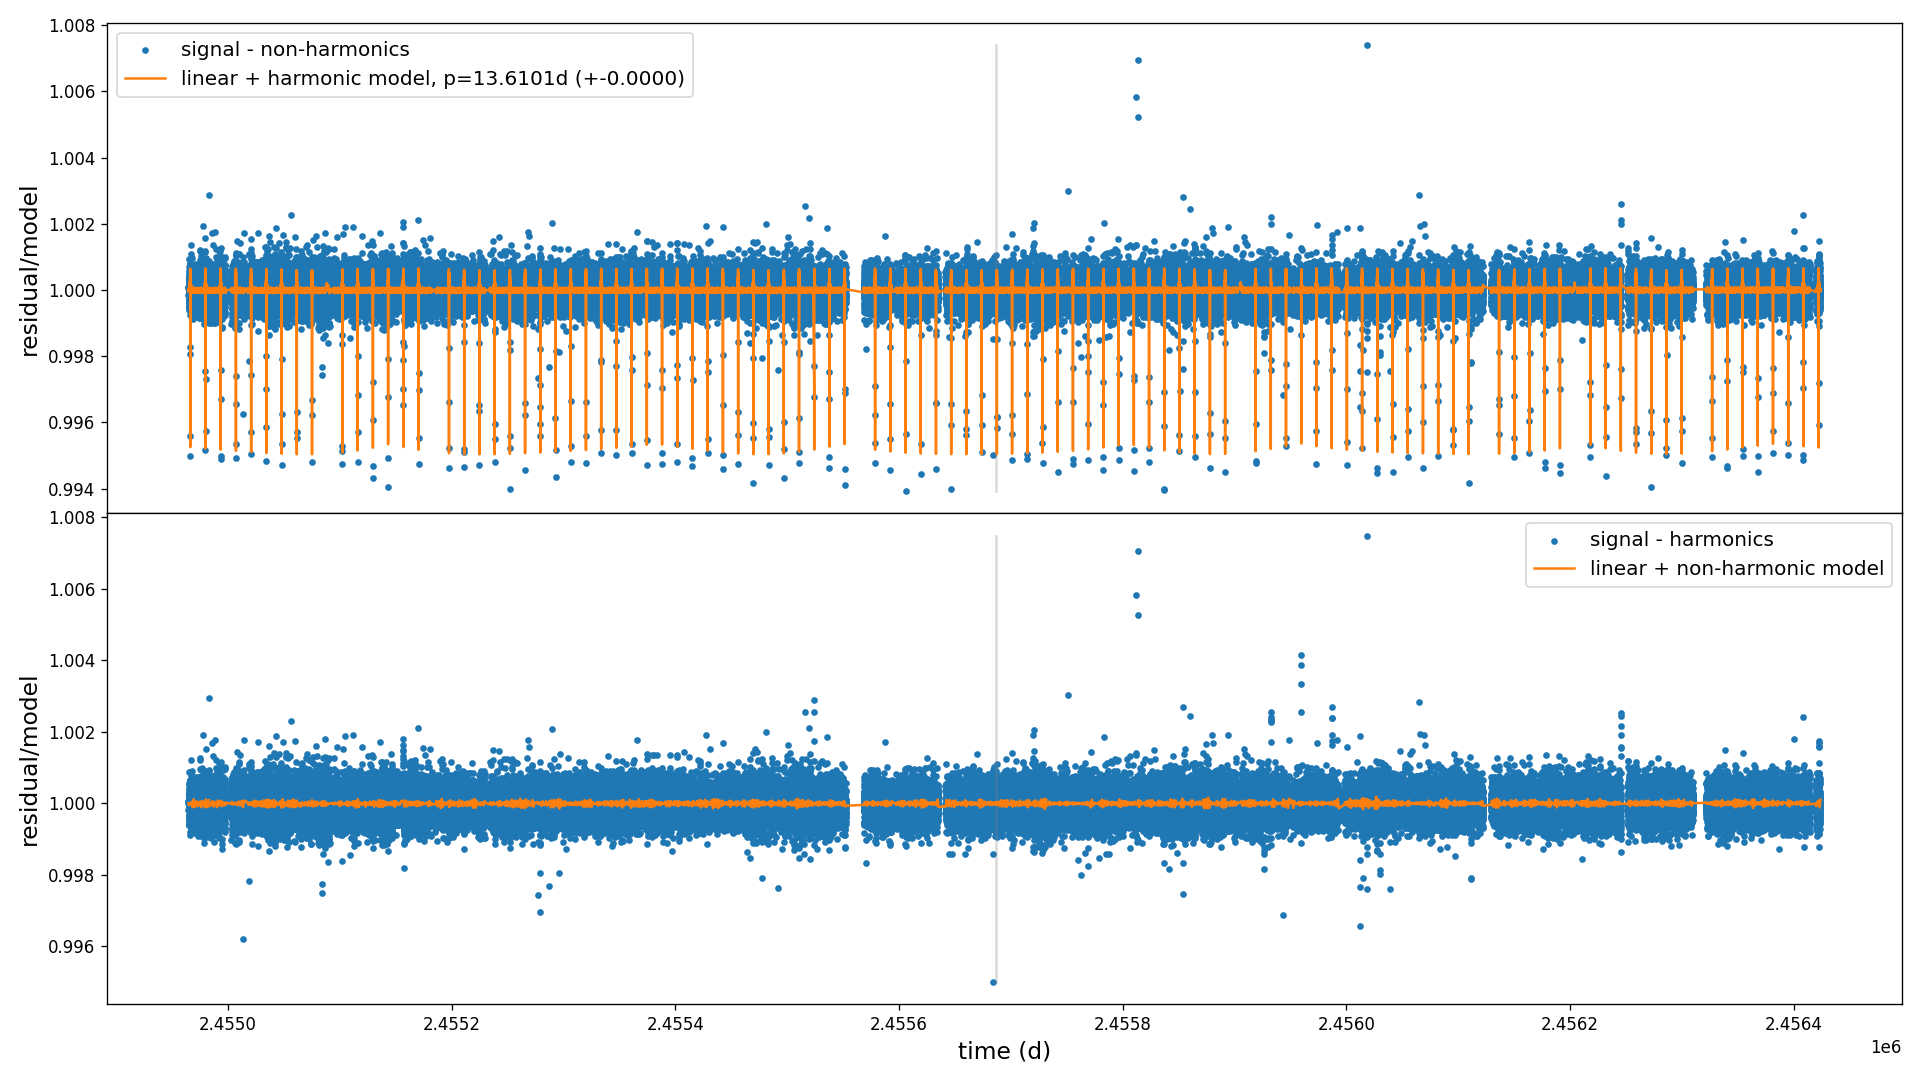 1.008
signal - non-harmonics
linear + harmonic model, p=13.6101d (+-0.0000)
1.006
1.004
1.002
1.000
0.998
0.996
0.994
residual/model
1.008
signal - harmonics
linear + non-harmonic model
1.006
1.004
1.002
1.000
0.998
0.996
residual/model
2.4550 2.4552 2.4554 2.4556 2.4558 2.4560 2.4562 2.4564
1e6
time (d)